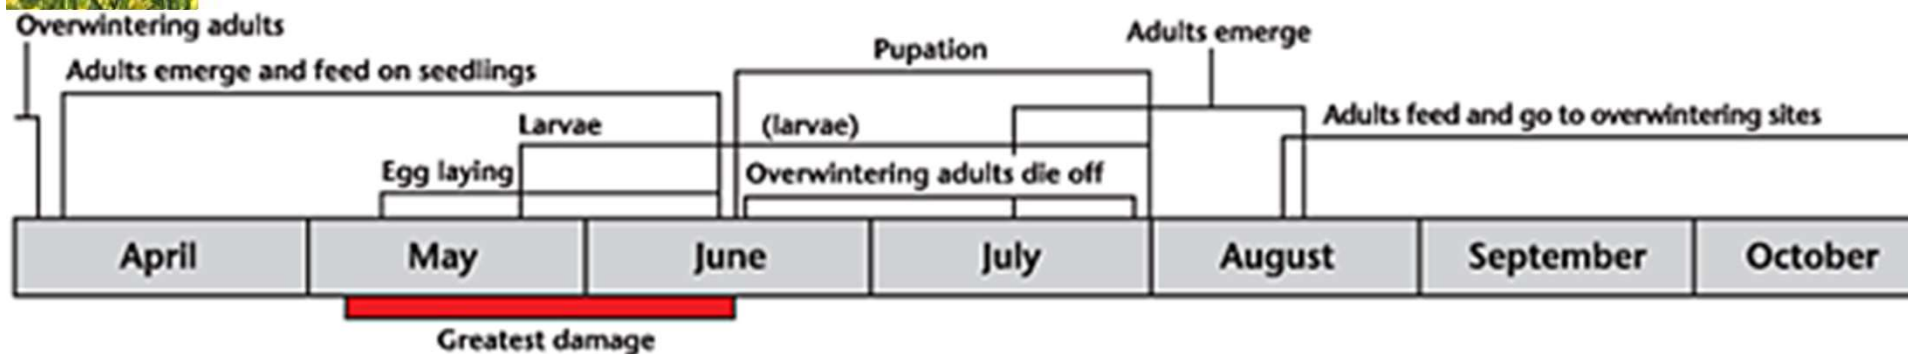 Overwintering adults
Adults emerge
Pupation
Adults emerge and feed on seedlings
Adults feed and go to overwintering sites
Larvae
(larvae)
Egg laying
Overwintering adults die off
April
May
June
July
August
September
October
Greatest damage